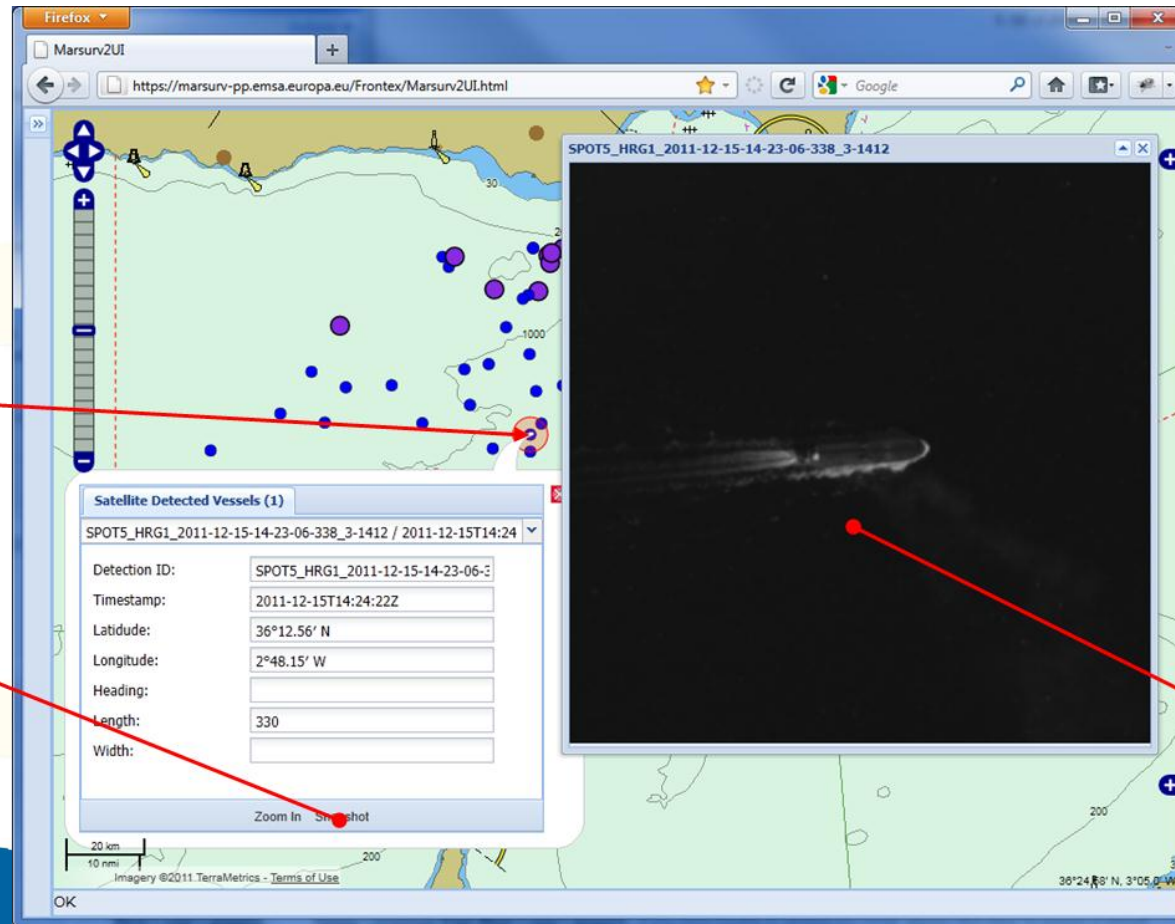 Firefox
Marsurv2UI
https://marsurv-pp.emsa.europa.eu/Frontex/Marsurv2UI.html
Google
SPOT5_HRG1_2011-12-15-14-23-06-338_3-1412
30
1000
Satellite Detected Vessels (1)
SPOT5_HRG1_2011-12-15-14-23-06-338_3-1412 / 2011-12-15T14:24
Detection ID: SPOT5_HRG1_2011-12-15-14-23-06-3
Timestamp: 2011-12-15T14:24:22Z
Latidude: 36°12.56′ N
Longitude: 2°48.15′ W
Heading:
Length: 330
Width:
Zoom In
200
20 km
10 nmi
200
Imagery ©2011 TerraMetrics - Terms of Use
N, 3°05.0′ W
OK